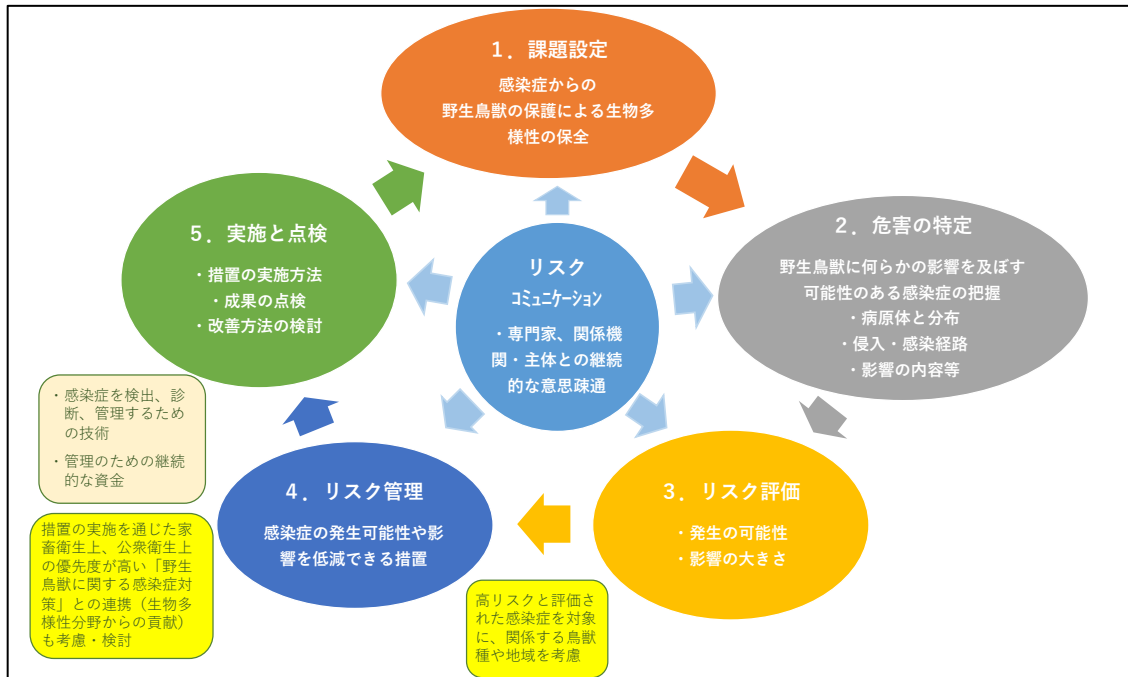 1．課題設定
感染症からの
野生鳥獣の保護による生物多
様性の保全
2．危害の特定
野生鳥獣に何らかの影響を及ぼす
可能性のある感染症の把握
・病原体と分布
・侵入・感染経路
・影響の内容等
3．リスク評価
・発生の可能性
・影響の大きさ
高リスクと評価さ
れた感染症を対象
に、関係する鳥獣
種や地域を考慮
4．リスク管理
感染症の発生可能性や影
響を低減できる措置
5．実施と点検
・措置の実施方法
・成果の点検
・改善方法の検討
・感染症を検出、診
断、管理するため
の技術
・管理のための継続
的な資金
措置の実施を通じた家
畜衛生上、公衆衛生上
の優先度が高い「野生
鳥獣に関する感染症対
策」との連携（生物多
様性分野からの貢献）
も考慮・検討
リスク
ｺﾐｭﾆｹｰｼｮﾝ
・専門家、関係機
関・主体との継続
的な意思疎通